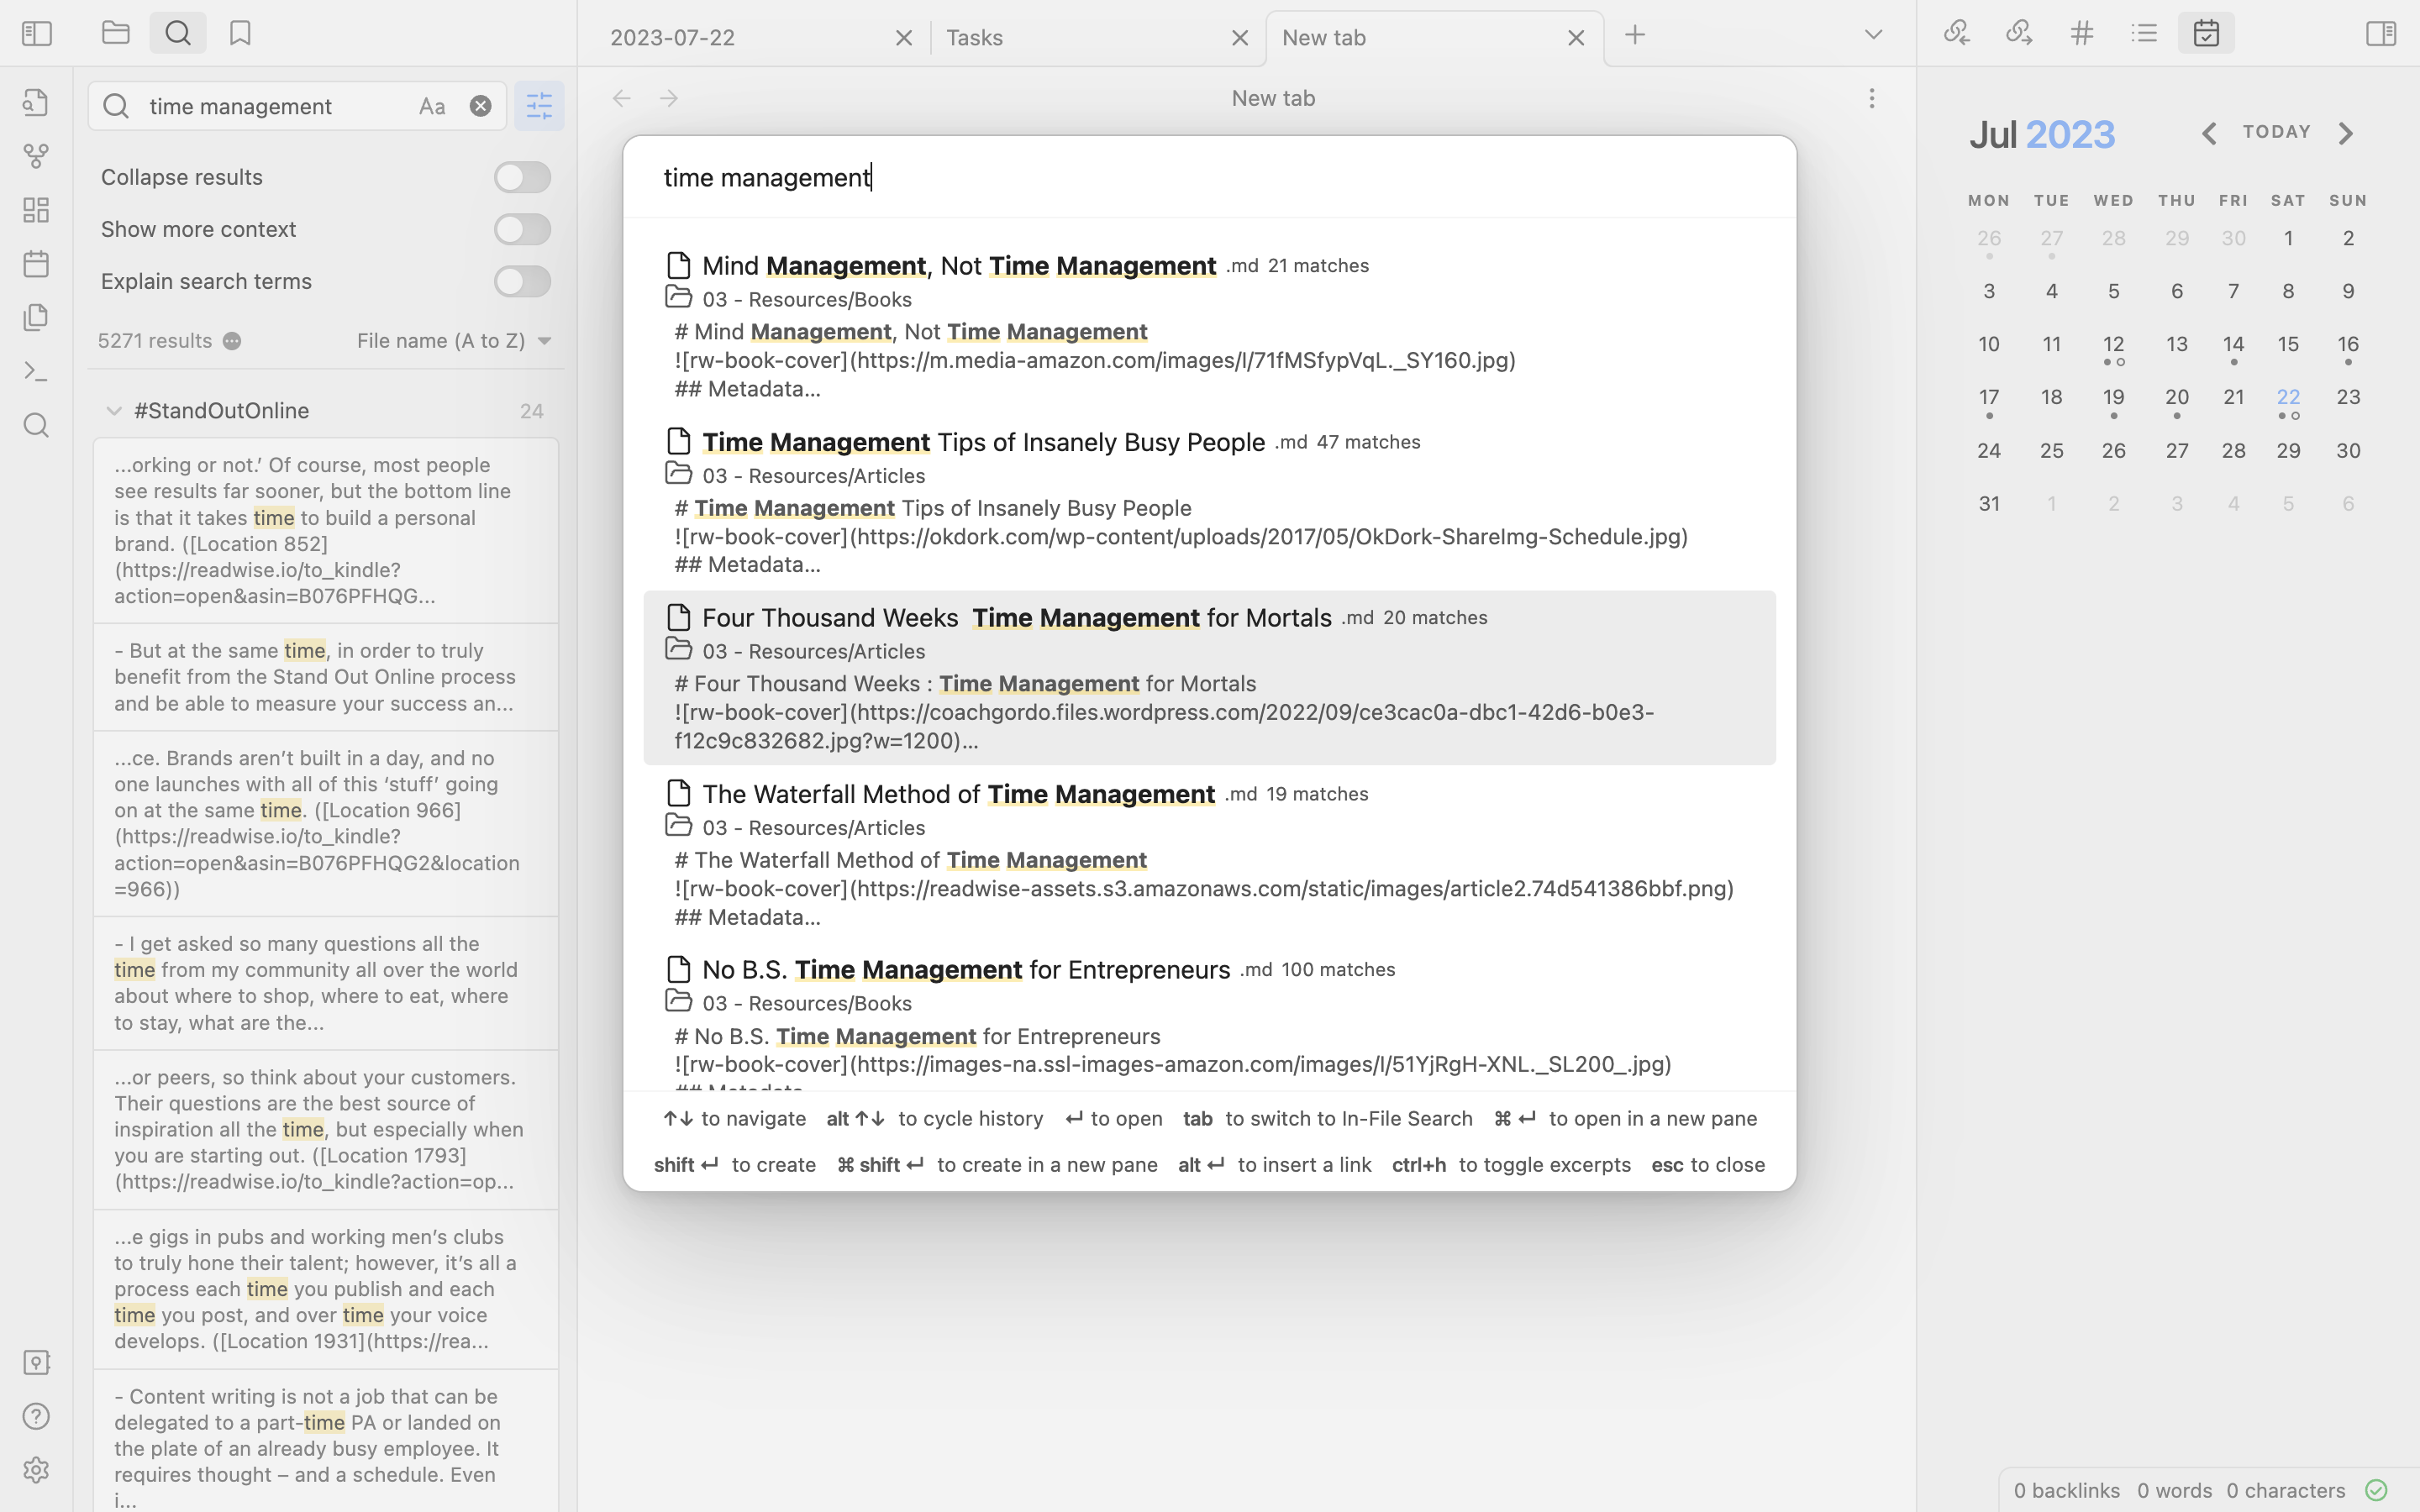 2023-07-22
Tasks
New tab
time management
Aa
Collapse results
Show more context
Explain search terms
5271 results
File name (A to Z)
#StandOutOnline
24
...orking or not.’ Of course, most people
see results far sooner, but the bottom line
is that it takes time to build a personal
brand. ([Location 852]
(https://readwise.io/to_kindle?
action=open&asin=B076PFHQG...
- But at the same time, in order to truly
benefit from the Stand Out Online process
and be able to measure your success an...
...ce. Brands aren’t built in a day, and no
one launches with all of this ‘stuff’ going
on at the same time. ([Location 966]
(https://readwise.io/to_kindle?
action=open&asin=B076PFHQG2&location
=966))
- I get asked so many questions all the
time from my community all over the world
about where to shop, where to eat, where
to stay, what are the...
...or peers, so think about your customers.
Their questions are the best source of
inspiration all the time, but especially when
you are starting out. ([Location 1793]
(https://readwise.io/to_kindle?action=op...
...e gigs in pubs and working men’s clubs
to truly hone their talent; however, it’s all a
process each time you publish and each
time you post, and over time your voice
develops. ([Location 1931](https://rea...
- Content writing is not a job that can be
delegated to a part-time PA or landed on
the plate of an already busy employee. It
requires thought – and a schedule. Even
i...
New tab
time management
Mind Management, Not Time Management .md 21 matches
03 - Resources/Books
# Mind Management, Not Time Management
![rw-book-cover](https://m.media-amazon.com/images/I/71fMSfypVqL._SY160.jpg)
## Metadata...
Time Management Tips of Insanely Busy People .md 47 matches
03 - Resources/Articles
# Time Management Tips of Insanely Busy People
![rw-book-cover](https://okdork.com/wp-content/uploads/2017/05/OkDork-ShareImg-Schedule.jpg)
## Metadata...
Four Thousand Weeks  Time Management for Mortals .md 20 matches
03 - Resources/Articles
# Four Thousand Weeks : Time Management for Mortals
![rw-book-cover](https://coachgordo.files.wordpress.com/2022/09/ce3cac0a-dbc1-42d6-b0e3-
f12c9c832682.jpg?w=1200)...
The Waterfall Method of Time Management .md 19 matches
03 - Resources/Articles
# The Waterfall Method of Time Management
![rw-book-cover](https://readwise-assets.s3.amazonaws.com/static/images/article2.74d541386bbf.png)
## Metadata...
No B.S. Time Management for Entrepreneurs .md 100 matches
03 - Resources/Books
# No B.S. Time Management for Entrepreneurs
![rw-book-cover](https://images-na.ssl-images-amazon.com/images/I/51YjRgH-XNL._SL200_.jpg)
## Metadata...
↑↓ to navigate alt ↑↓ to cycle history ↵ to open tab to switch to In-File Search ⌘ ↵ to open in a new pane
shift ↵ to create ⌘ shift ↵ to create in a new pane alt ↵ to insert a link ctrl+h to toggle excerpts esc to close
Jul 2023
TODAY
MON TUE WED THU FRI SAT SUN
26 27 28 29 30 1 2
3 4 5 6 7 8 9
10 11 12 13 14 15 16
17 18 19 20 21 22 23
24 25 26 27 28 29 30
31 1 2 3 4 5 6
0 backlinks 0 words 0 characters